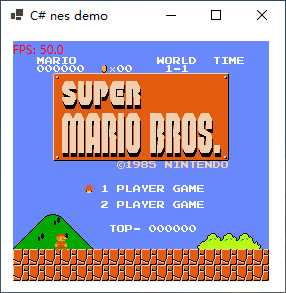 C# nes demo
FPS: 50.0
MARIO WORLD TIME
000000 x00 1-1
SUPER
MARIO BROS.
©1985 NINTENDO
1 PLAYER GAME
2 PLAYER GAME
TOP- 000000